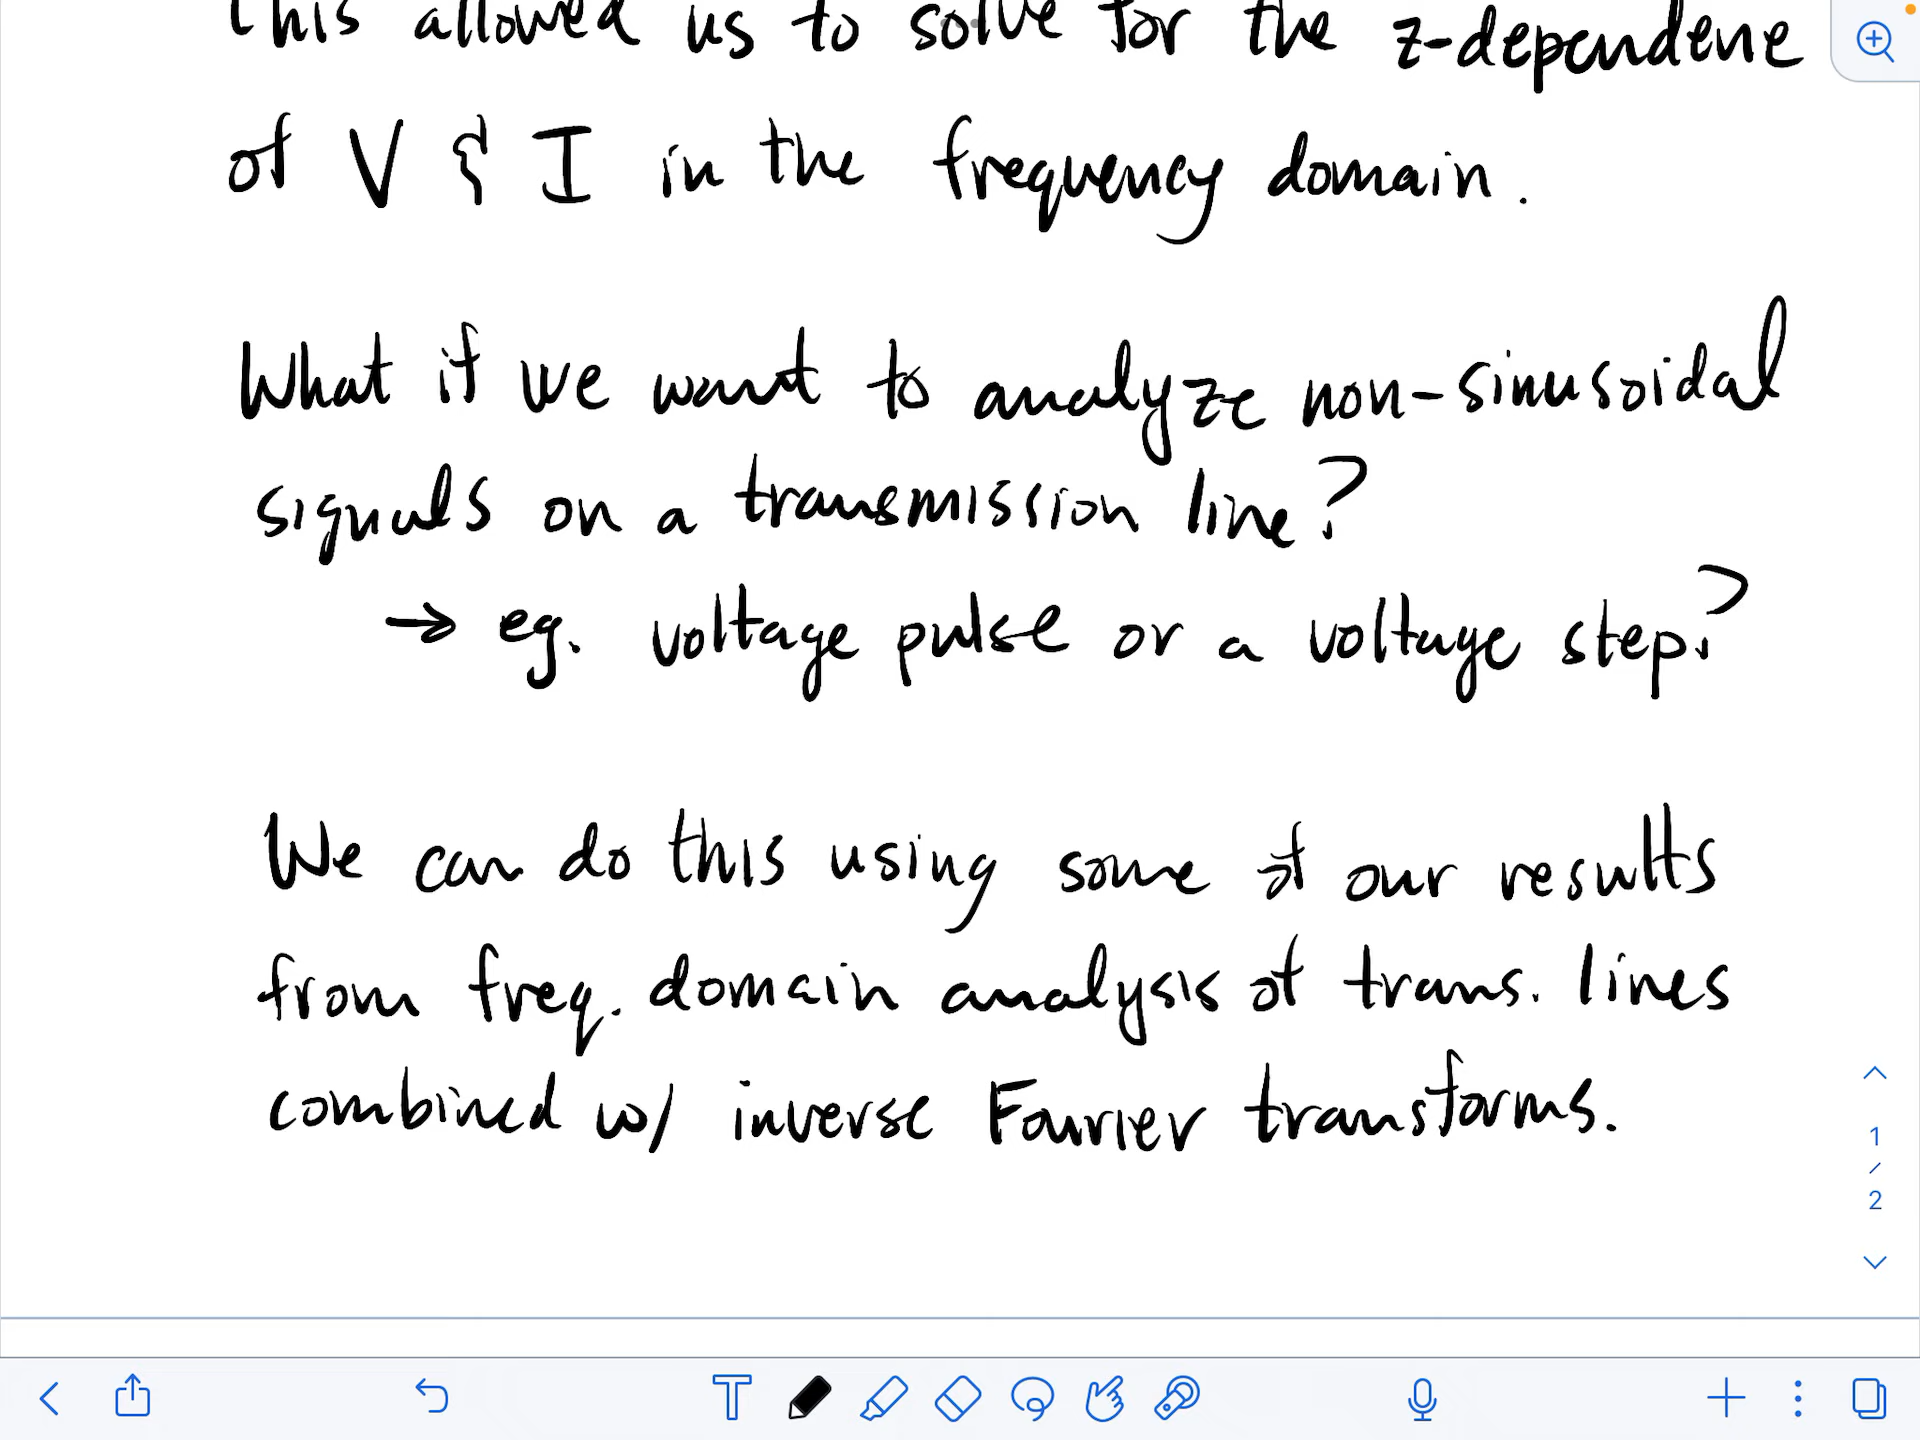 This allowed us to solve for the z-dependene
of V & I in the frequency domain.
What if we want to analyze non-sinusoidal
signals on a transmission line?
→ eg. voltage pulse or a voltage step?
We can do this using some of our results
from freq. domain analysis of trans. lines
combined w/ inverse Fourier transforms.
1
/
2
T